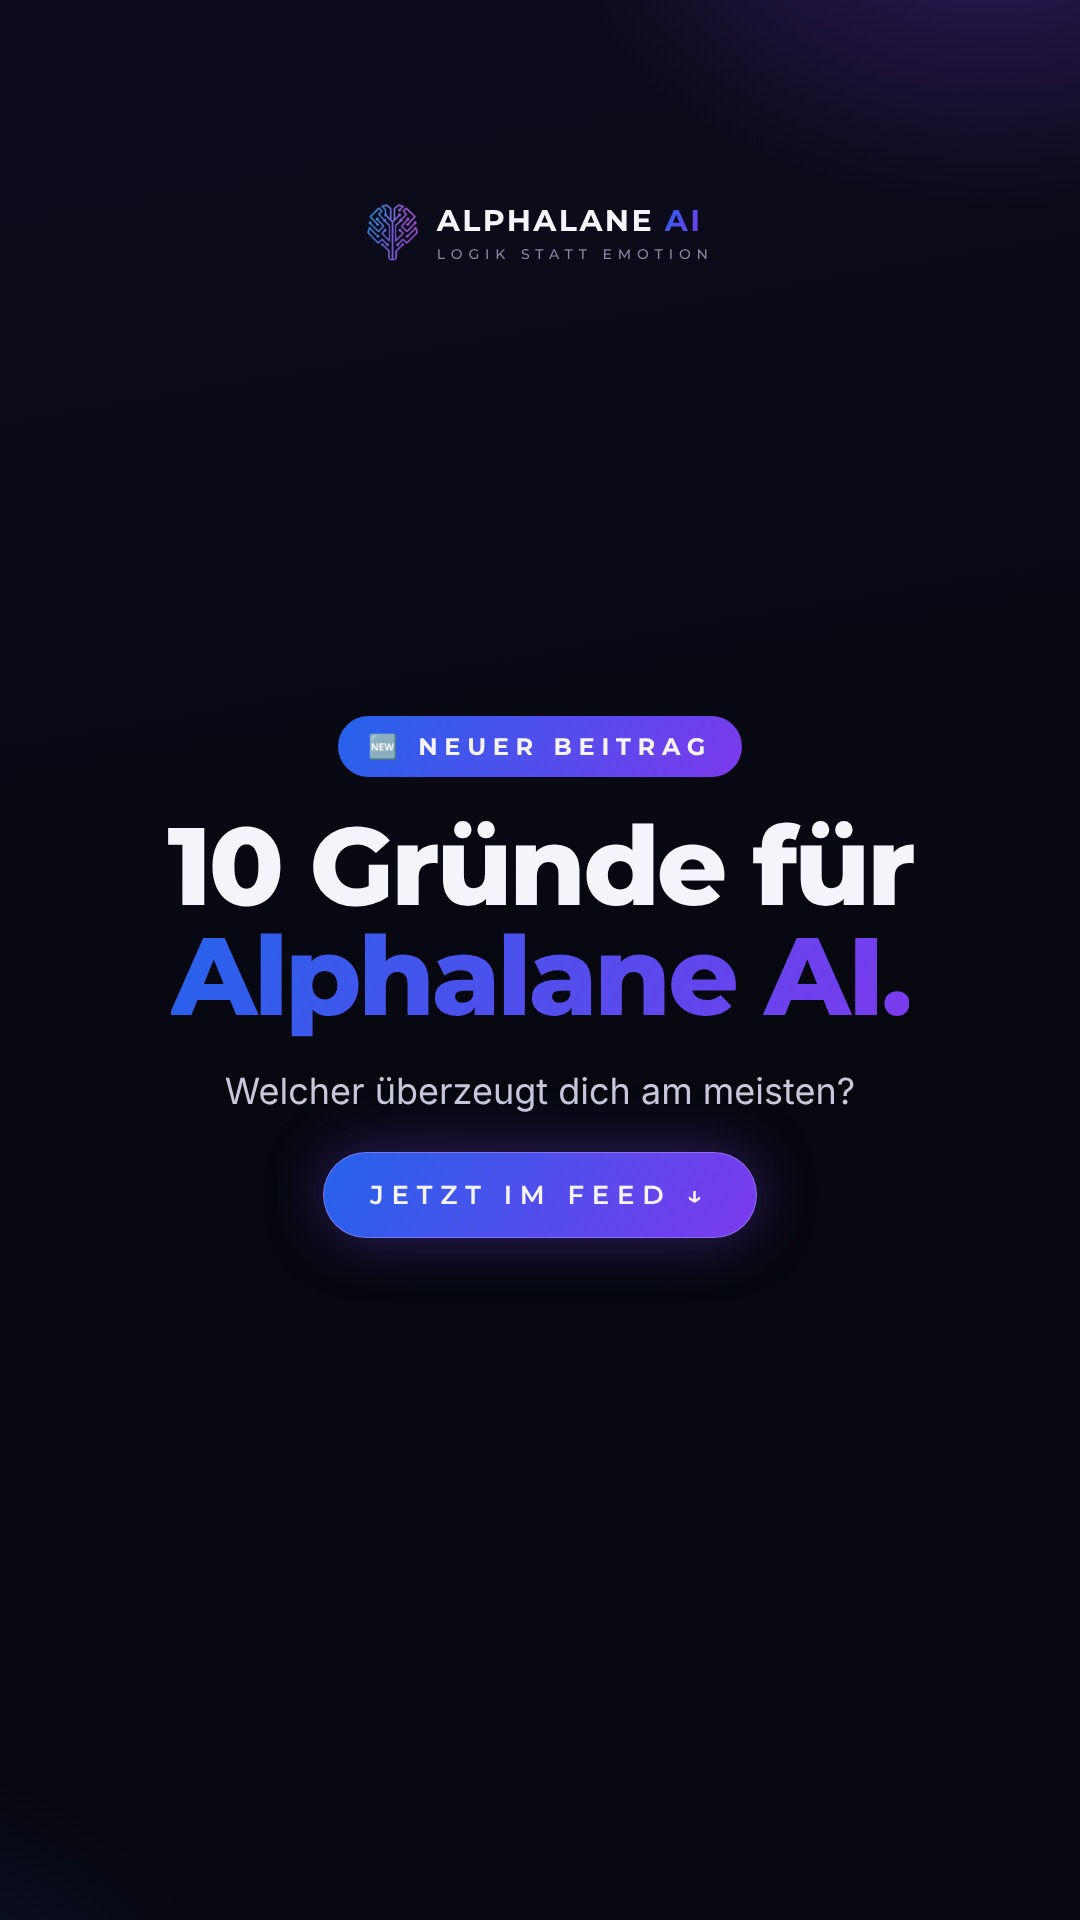 ALPHALANE AI
LOGIK STATT EMOTION
🆕 NEUER BEITRAG
10 Gründe für
Alphalane AI.
Welcher überzeugt dich am meisten?
JETZT IM FEED ↓